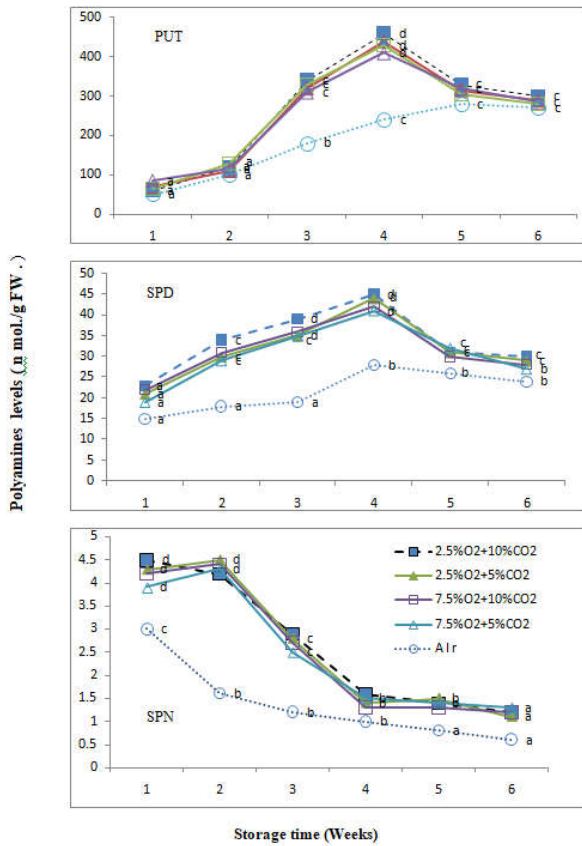 Polyamines levels ( n mol./g FW . )
PUT
500
400
300
200
100
0
a
a
a
a
a
a
c
c
c
b
d
d
d
c
c
c
c
c
c
c
1 2 3 4 5 6
SPD
50
45
40
35
30
25
20
15
10
5
0
a
a
a
a
c
c
c
a
d
d
c
a
d
d
d
b
c
c
b
c
c
b
b
1 2 3 4 5 6
SPN
5
4.5
4
3.5
3
2.5
2
1.5
1
0.5
0
d
d
d
c
d
d
b
c
c
b
b
b
b
b
b
a
a
a
a
a
2.5%O2+10%CO2
2.5%O2+5%CO2
7.5%O2+10%CO2
7.5%O2+5%CO2
A I r
1 2 3 4 5 6
Storage time (Weeks)